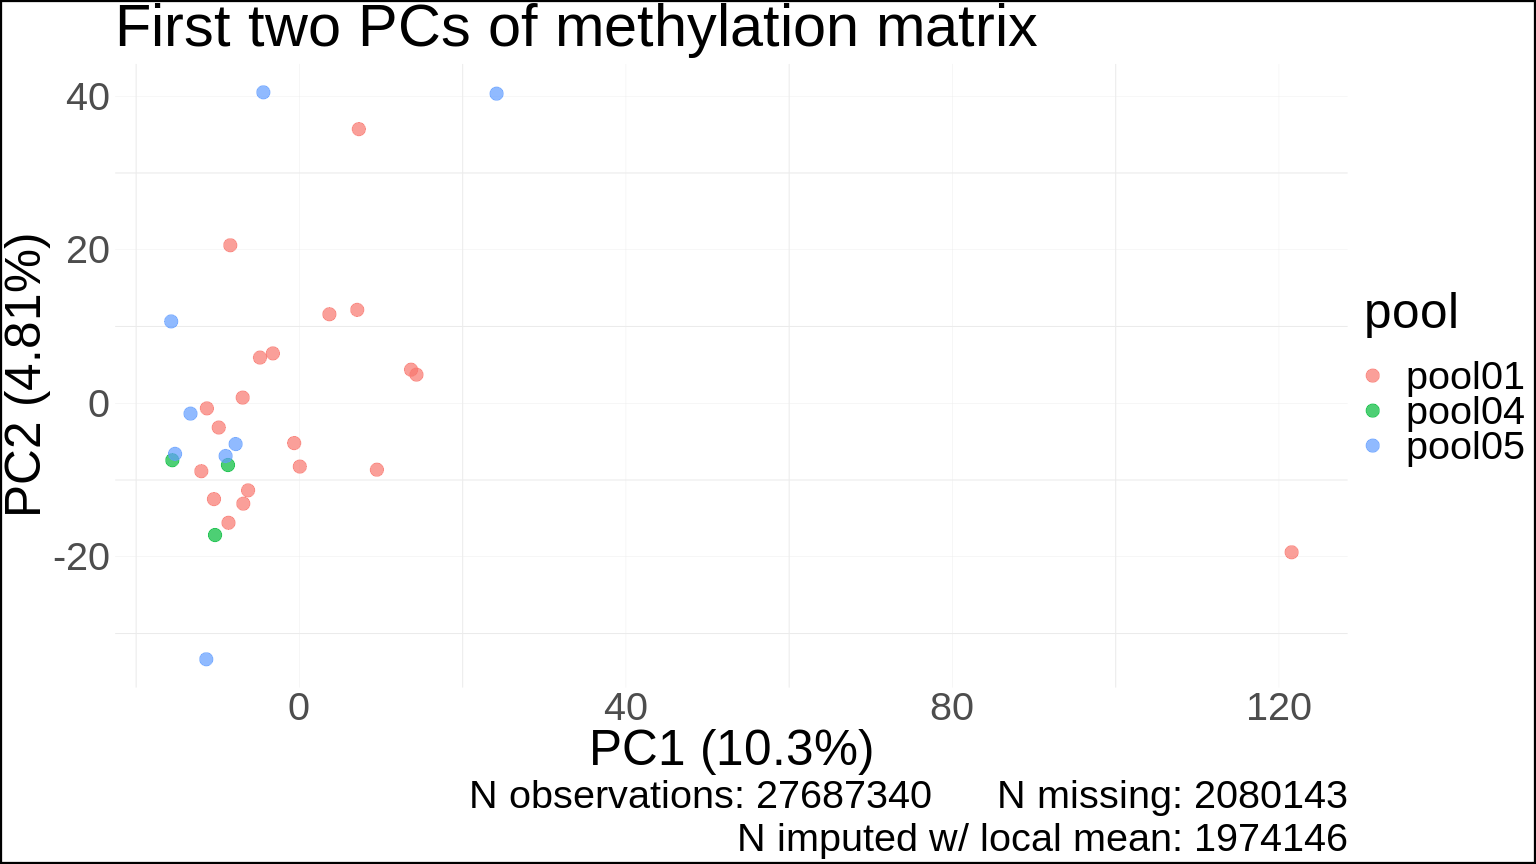 First two PCs of methylation matrix
40
20
0
-20
PC2 (4.81%)
0 40 80 120
PC1 (10.3%)
pool
pool01
pool04
pool05
N observations: 27687340 N missing: 2080143
N imputed w/ local mean: 1974146